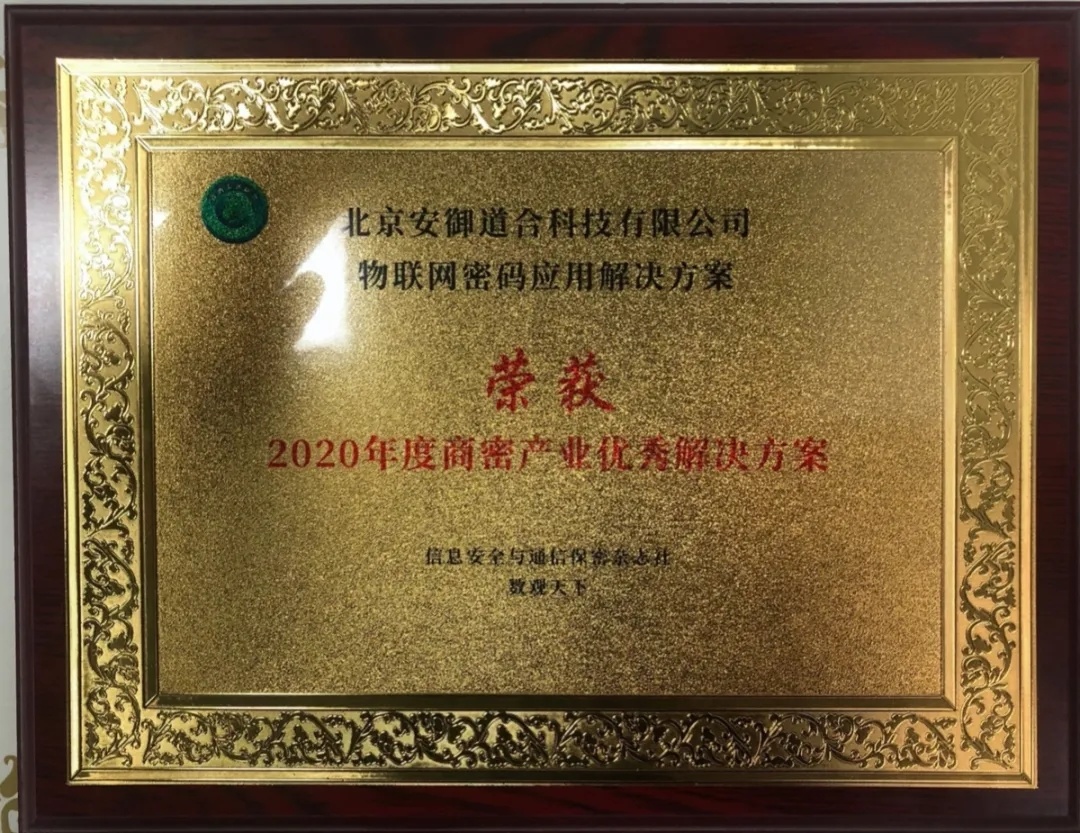 北京安御道合科技有限公司
物联网密码应用解决方案
荣获
2020年度商密产业优秀解决方案
信息安全与通信保密杂志社
数观天下